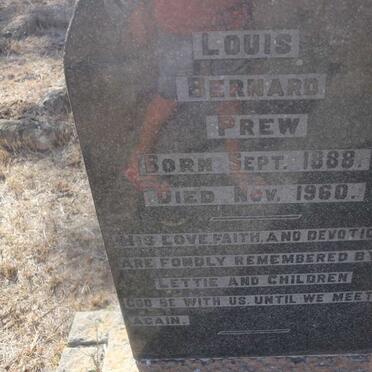 LOUIS
BERNARD
PREW
BORN SEPT. 1888.
DIED NOV. 1960.
HIS LOVE, FAITH, AND DEVOTIO
ARE FONDLY REMEMBERED BY
LETTIE AND CHILDREN
GOD BE WITH US, UNTIL WE MEET
AGAIN.